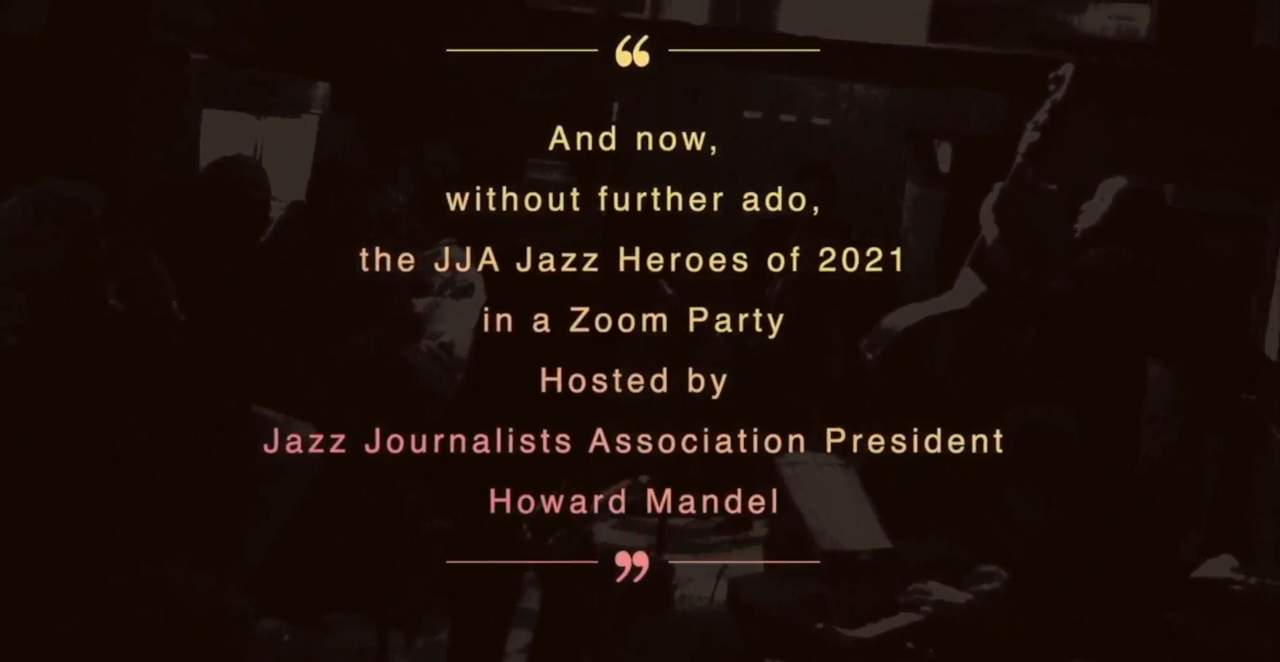 “
And now,
without further ado,
the JJA Jazz Heroes of 2021
in a Zoom Party
Hosted by
Jazz Journalists Association President
Howard Mandel
”